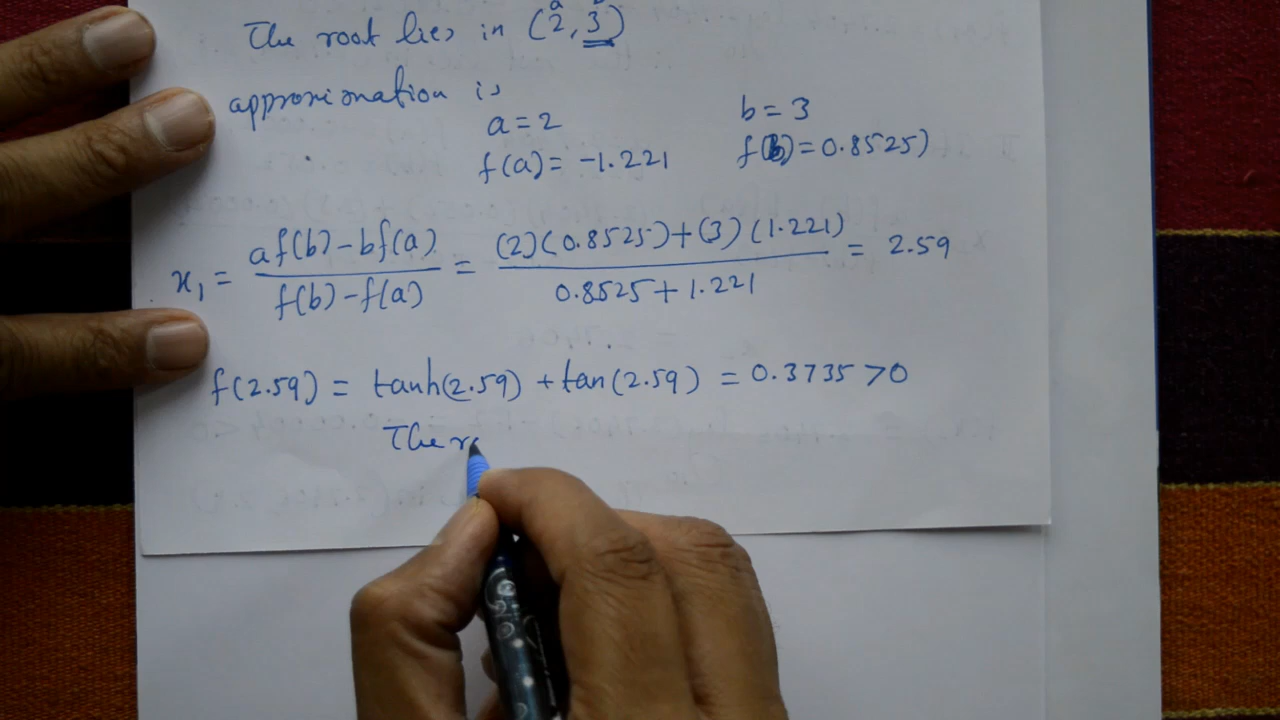 The root lies in (2, 3)
a b
approximation is
a = 2 b = 3
f(a) = -1.221 f(b) = 0.8525)
x₁ = af(b) - bf(a) / f(b) - f(a) = (2)(0.8525) + (3)(1.221) / 0.8525 + 1.221 = 2.59
f(2.59) = tanh(2.59) + tan(2.59) = 0.3735 > 0
The r